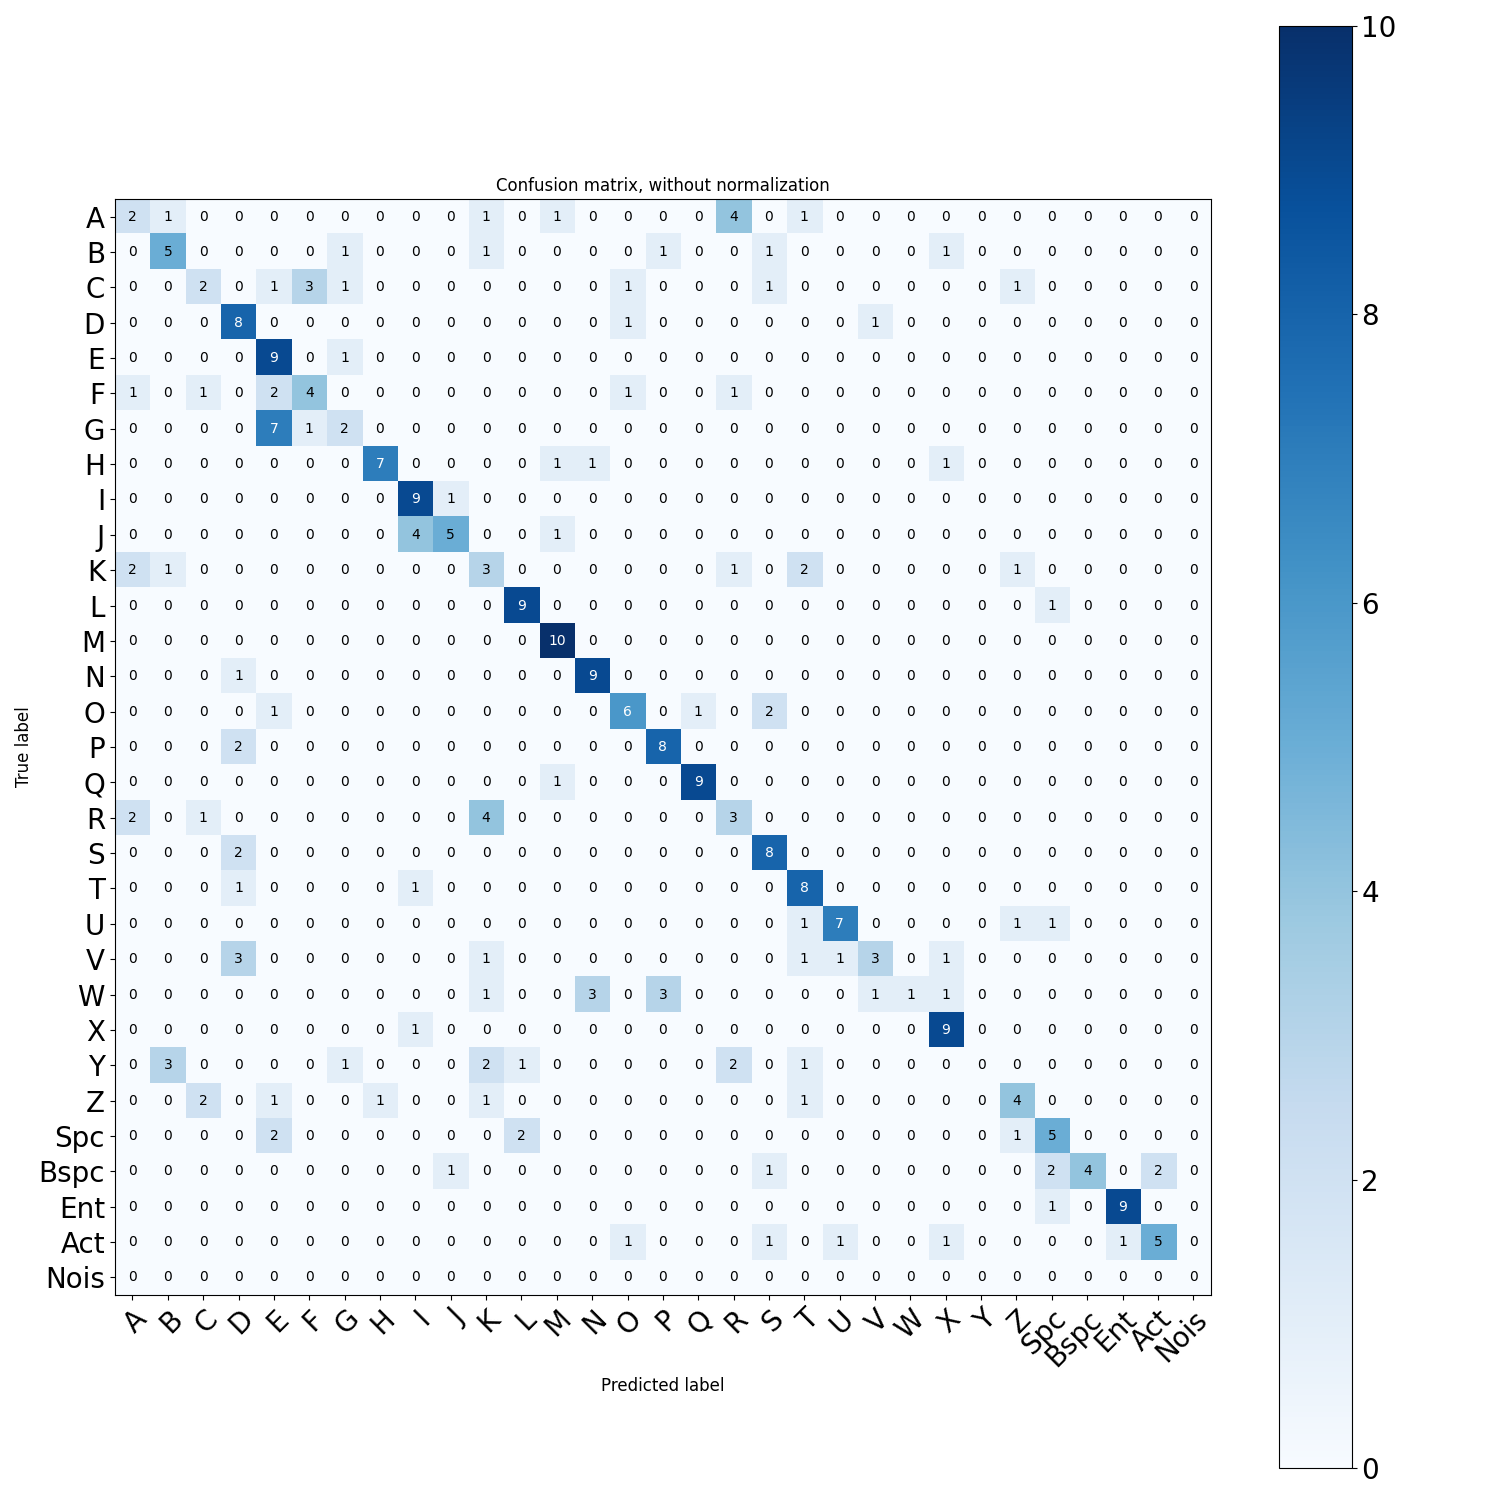 Confusion matrix, without normalization
A 2 1 0 0 0 0 0 0 0 0 1 0 1 0 0 0 0 4 0 1 0 0 0 0 0 0 0 0 0 0 0
B 0 5 0 0 0 0 1 0 0 0 1 0 0 0 0 1 0 0 1 0 0 0 0 1 0 0 0 0 0 0 0
C 0 0 2 0 1 3 1 0 0 0 0 0 0 0 1 0 0 0 1 0 0 0 0 0 0 1 0 0 0 0 0
D 0 0 0 8 0 0 0 0 0 0 0 0 0 0 1 0 0 0 0 0 0 1 0 0 0 0 0 0 0 0 0
E 0 0 0 0 9 0 1 0 0 0 0 0 0 0 0 0 0 0 0 0 0 0 0 0 0 0 0 0 0 0 0
F 1 0 1 0 2 4 0 0 0 0 0 0 0 0 1 0 0 1 0 0 0 0 0 0 0 0 0 0 0 0 0
G 0 0 0 0 7 1 2 0 0 0 0 0 0 0 0 0 0 0 0 0 0 0 0 0 0 0 0 0 0 0 0
H 0 0 0 0 0 0 0 7 0 0 0 0 1 1 0 0 0 0 0 0 0 0 0 1 0 0 0 0 0 0 0
I 0 0 0 0 0 0 0 0 9 1 0 0 0 0 0 0 0 0 0 0 0 0 0 0 0 0 0 0 0 0 0
J 0 0 0 0 0 0 0 0 4 5 0 0 1 0 0 0 0 0 0 0 0 0 0 0 0 0 0 0 0 0 0
K 2 1 0 0 0 0 0 0 0 0 3 0 0 0 0 0 0 1 0 2 0 0 0 0 0 1 0 0 0 0 0
L 0 0 0 0 0 0 0 0 0 0 0 9 0 0 0 0 0 0 0 0 0 0 0 0 0 0 1 0 0 0 0
M 0 0 0 0 0 0 0 0 0 0 0 0 10 0 0 0 0 0 0 0 0 0 0 0 0 0 0 0 0 0 0
N 0 0 0 1 0 0 0 0 0 0 0 0 0 9 0 0 0 0 0 0 0 0 0 0 0 0 0 0 0 0 0
O 0 0 0 0 1 0 0 0 0 0 0 0 0 0 6 0 1 0 2 0 0 0 0 0 0 0 0 0 0 0 0
P 0 0 0 2 0 0 0 0 0 0 0 0 0 0 0 8 0 0 0 0 0 0 0 0 0 0 0 0 0 0 0
Q 0 0 0 0 0 0 0 0 0 0 0 0 1 0 0 0 9 0 0 0 0 0 0 0 0 0 0 0 0 0 0
R 2 0 1 0 0 0 0 0 0 0 4 0 0 0 0 0 0 3 0 0 0 0 0 0 0 0 0 0 0 0 0
S 0 0 0 2 0 0 0 0 0 0 0 0 0 0 0 0 0 0 8 0 0 0 0 0 0 0 0 0 0 0 0
T 0 0 0 1 0 0 0 0 1 0 0 0 0 0 0 0 0 0 0 8 0 0 0 0 0 0 0 0 0 0 0
U 0 0 0 0 0 0 0 0 0 0 0 0 0 0 0 0 0 0 0 1 7 0 0 0 0 1 1 0 0 0 0
V 0 0 0 3 0 0 0 0 0 0 1 0 0 0 0 0 0 0 0 1 1 3 0 1 0 0 0 0 0 0 0
W 0 0 0 0 0 0 0 0 0 0 1 0 0 3 0 3 0 0 0 0 0 1 1 1 0 0 0 0 0 0 0
X 0 0 0 0 0 0 0 0 1 0 0 0 0 0 0 0 0 0 0 0 0 0 0 9 0 0 0 0 0 0 0
Y 0 3 0 0 0 0 1 0 0 0 2 1 0 0 0 0 0 2 0 1 0 0 0 0 0 0 0 0 0 0 0
Z 0 0 2 0 1 0 0 1 0 0 1 0 0 0 0 0 0 0 0 1 0 0 0 0 0 4 0 0 0 0 0
Spc 0 0 0 0 2 0 0 0 0 0 0 2 0 0 0 0 0 0 0 0 0 0 0 0 0 1 5 0 0 0 0
Bspc 0 0 0 0 0 0 0 0 0 1 0 0 0 0 0 0 0 0 1 0 0 0 0 0 0 0 2 4 0 2 0
Ent 0 0 0 0 0 0 0 0 0 0 0 0 0 0 0 0 0 0 0 0 0 0 0 0 0 0 1 0 9 0 0
Act 0 0 0 0 0 0 0 0 0 0 0 0 0 0 1 0 0 0 1 0 1 0 0 1 0 0 0 0 1 5 0
Nois 0 0 0 0 0 0 0 0 0 0 0 0 0 0 0 0 0 0 0 0 0 0 0 0 0 0 0 0 0 0 0
A B C D E F G H I J K L M N O P Q R S T U V W X Y Z Spc Bspc Ent Act Nois
Predicted label
True label
10
8
6
4
2
0